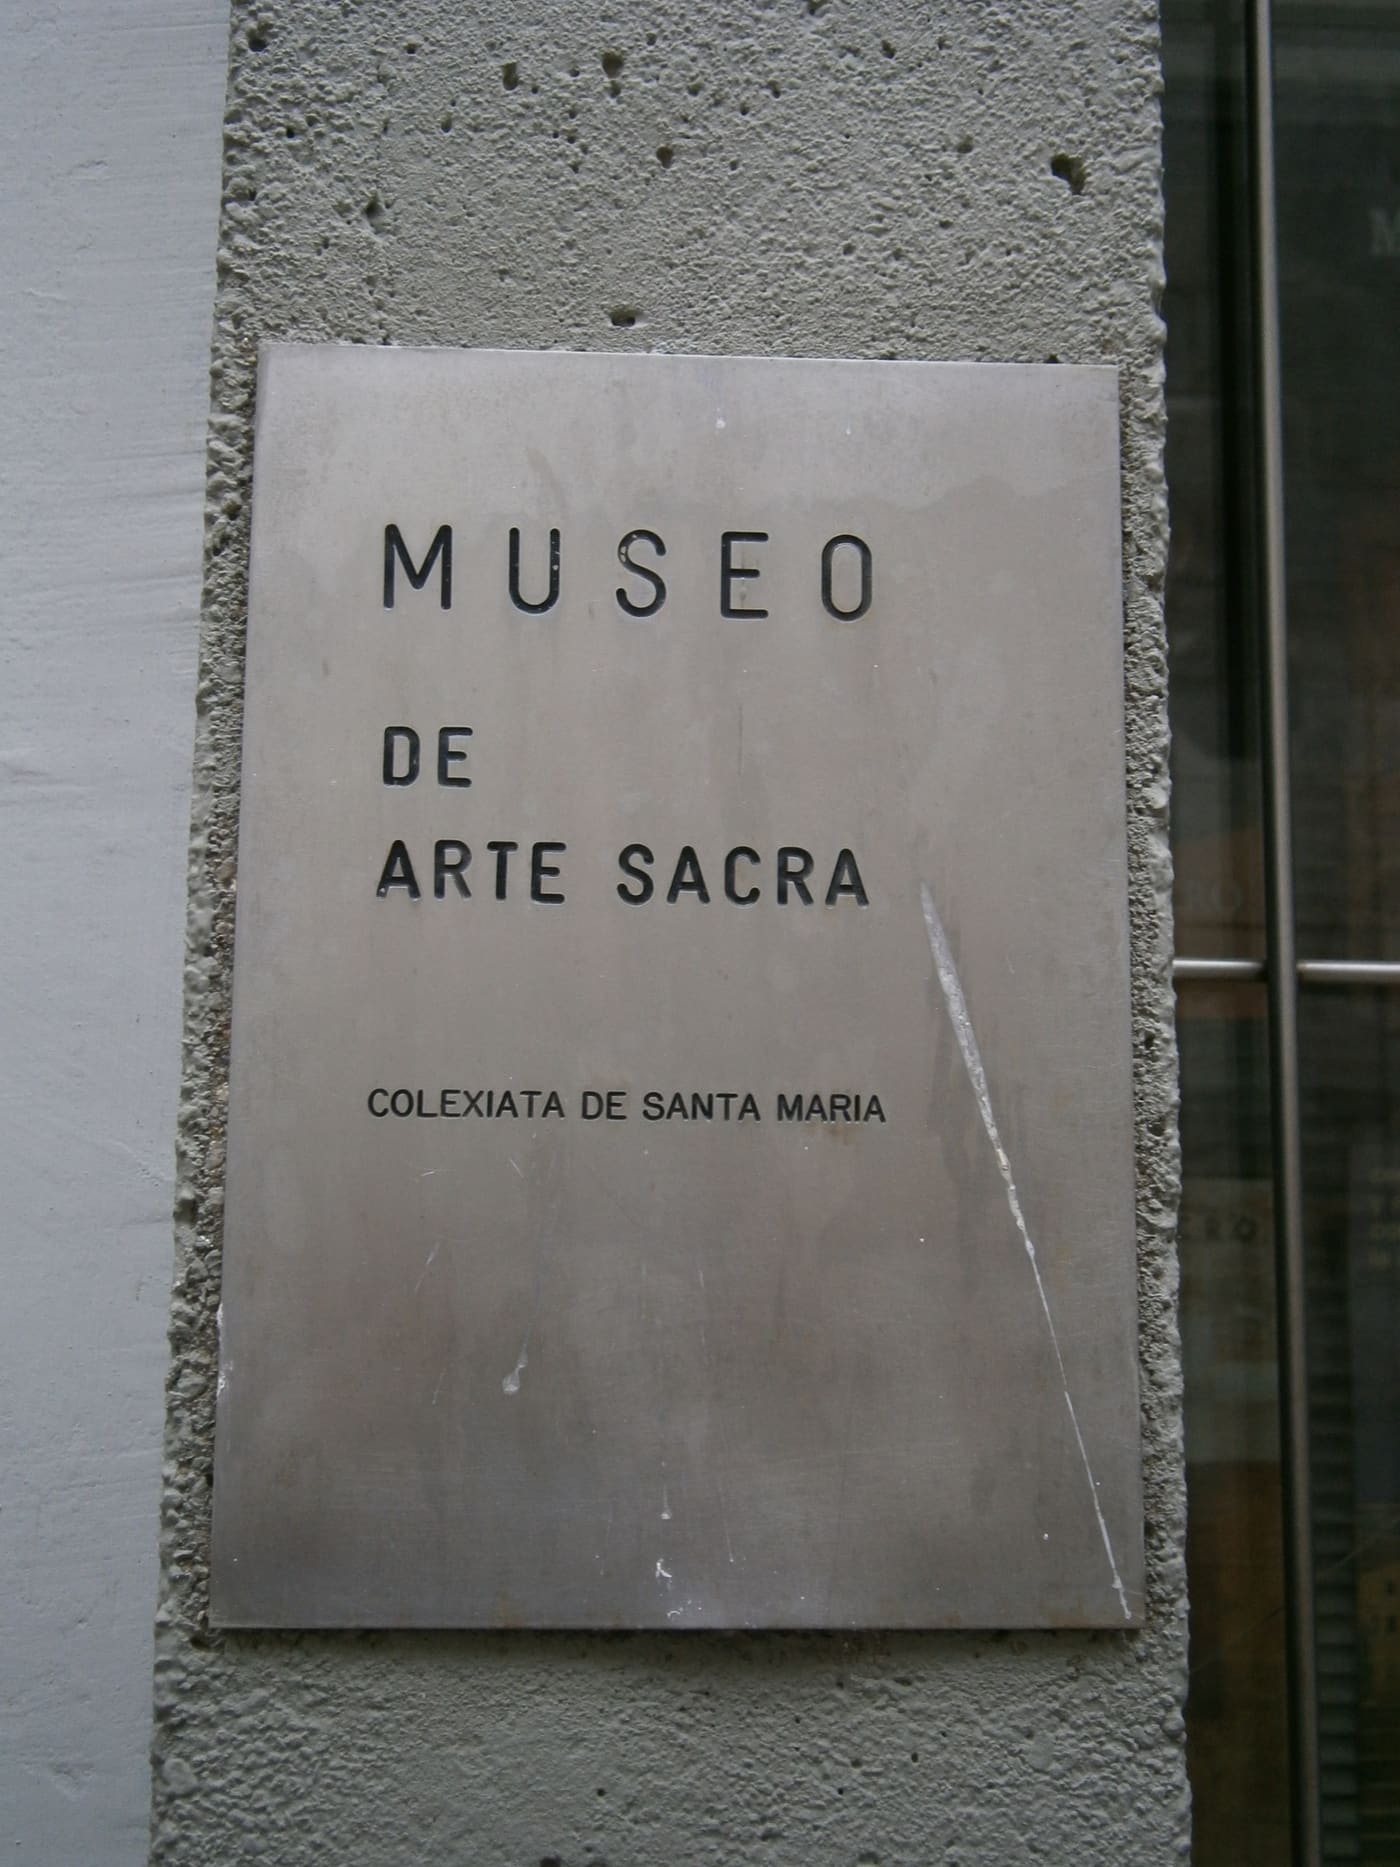 MUSEO
DE
ARTE SACRA
COLEXIATA DE SANTA MARIA